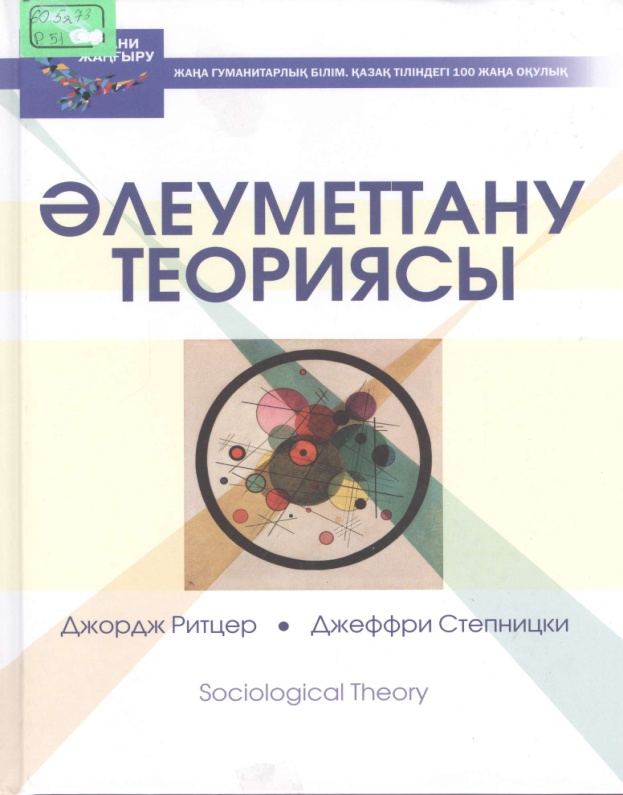 60.5я73
Р 51
ЖАҢҒЫРУ
ЖАҢА ГУМАНИТАРЛЫҚ БІЛІМ. ҚАЗАҚ ТІЛІНДЕГІ 100 ЖАҢА ОҚУЛЫҚ
ӘЛЕУМЕТТАНУ
ТЕОРИЯСЫ
Джордж Ритцер • Джеффри Степницки
Sociological Theory